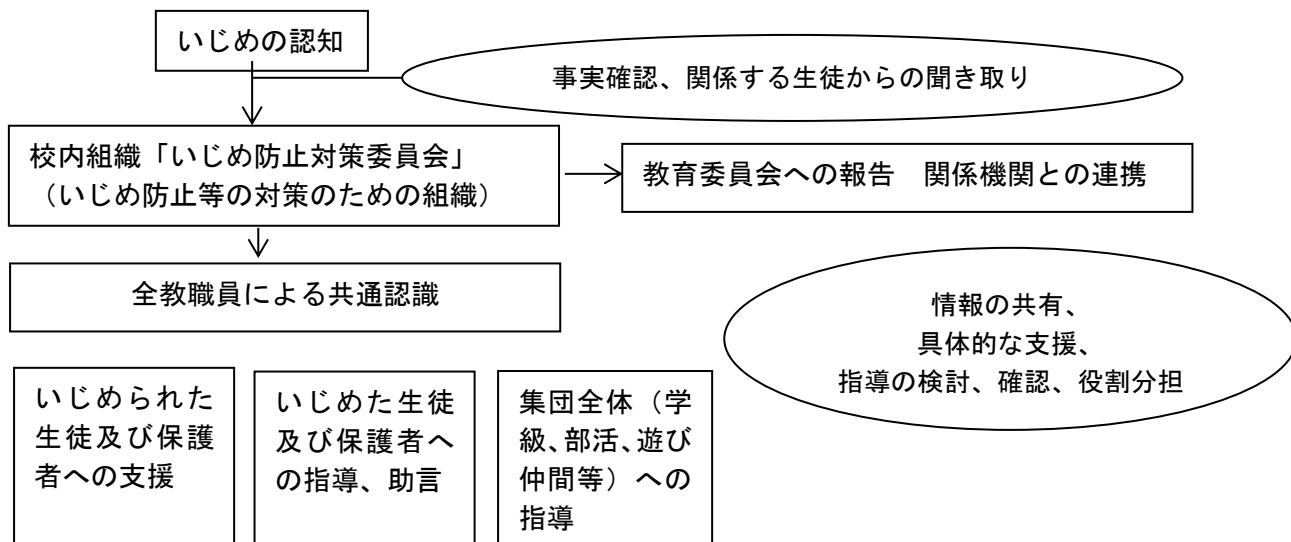 いじめの認知
事実確認、関係する生徒からの聞き取り
校内組織「いじめ防止対策委員会」
（いじめ防止等の対策のための組織）
教育委員会への報告　関係機関との連携
全教職員による共通認識
情報の共有、
具体的な支援、
指導の検討、確認、役割分担
いじめられた
生徒及び保護
者への支援
いじめた生徒
及び保護者へ
の指導、助言
集団全体（学
級、部活、遊び
仲間等）への
指導